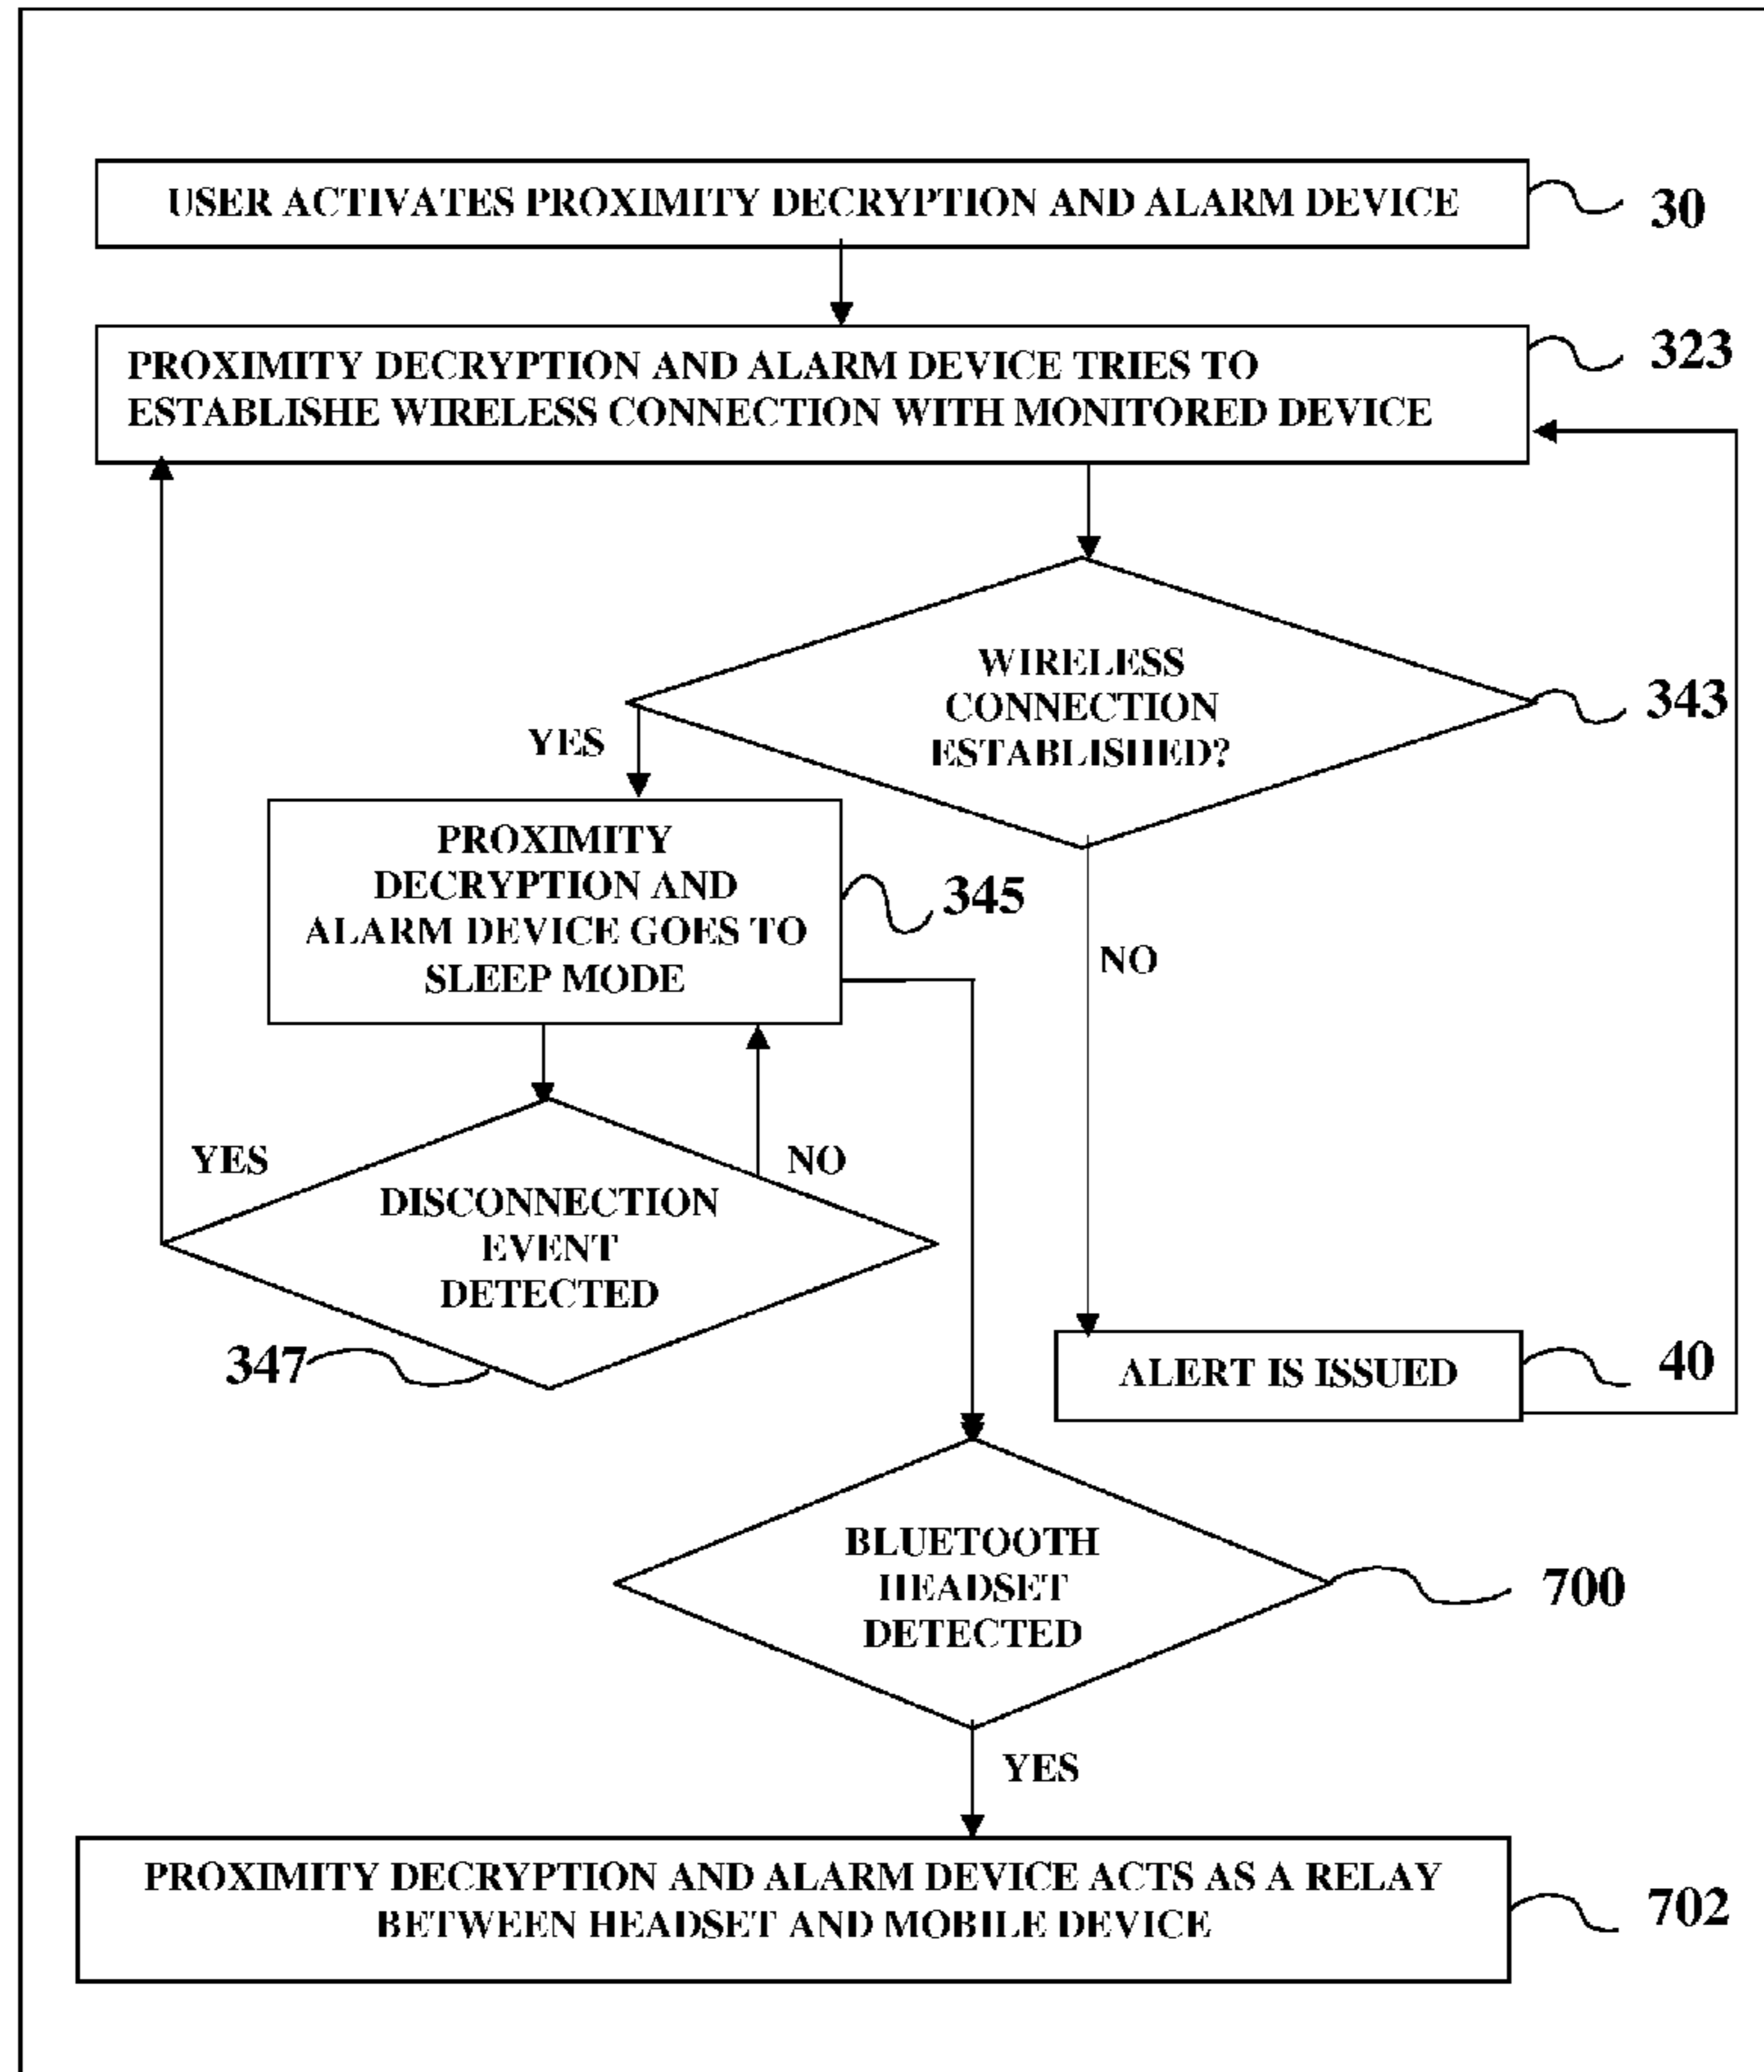 USER ACTIVATES PROXIMITY DECRYPTION AND ALARM DEVICE
30
PROXIMITY DECRYPTION AND ALARM DEVICE TRIES TO
ESTABLISHE WIRELESS CONNECTION WITH MONITORED DEVICE
323
WIRELESS
CONNECTION
ESTABLISHED?
343
YES
PROXIMITY
DECRYPTION AND
ALARM DEVICE GOES TO
SLEEP MODE
345
NO
YES
NO
DISCONNECTION
EVENT
DETECTED
347
ALERT IS ISSUED
40
BLUETOOTH
HEADSET
DETECTED
700
YES
PROXIMITY DECRYPTION AND ALARM DEVICE ACTS AS A RELAY
BETWEEN HEADSET AND MOBILE DEVICE
702